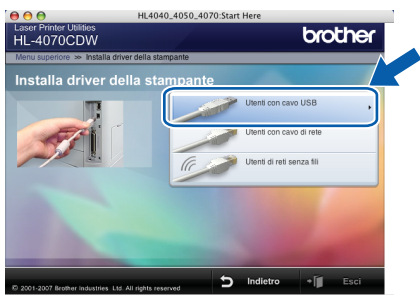 HL4040_4050_4070:Start Here
Laser Printer Utilities
HL-4070CDW
brother
Menu superiore >> Installa driver della stampante
Installa driver della stampante
Utenti con cavo USB
Utenti con cavo di rete
Utenti di reti senza fili
Indietro
Esci
© 2001-2007 Brother Industries Ltd. All rights reserved